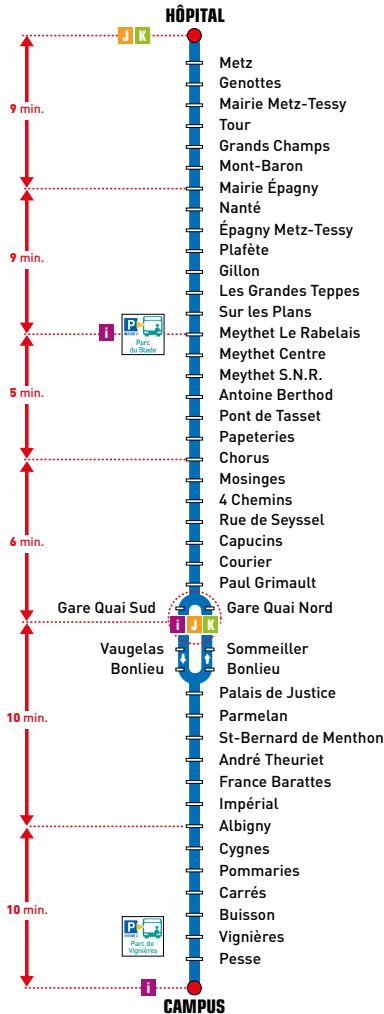 HÔPITAL
J K
Metz
Genottes
Mairie Metz-Tessy
9 min.
Tour
Grands Champs
Mont-Baron
Mairie Épagny
Nanté
Épagny Metz-Tessy
9 min.
Plafète
Gillon
Les Grandes Teppes
Sur les Plans
i
P
Parc
du Stade
Meythet Le Rabelais
Meythet Centre
Meythet S.N.R.
5 min.
Antoine Berthod
Pont de Tasset
Papeteries
Chorus
Mosinges
4 Chemins
Rue de Seyssel
6 min.
Capucins
Courier
Paul Grimault
Gare Quai Sud
Gare Quai Nord
i J K
Vaugelas
Sommeiller
Bonlieu
Bonlieu
Palais de Justice
10 min.
Parmelan
St-Bernard de Menthon
André Theuriet
France Barattes
Impérial
Albigny
Cygnes
Pommaries
Carrés
10 min.
Buisson
P
Parc de
Vignières
Vignières
Pesse
i
CAMPUS